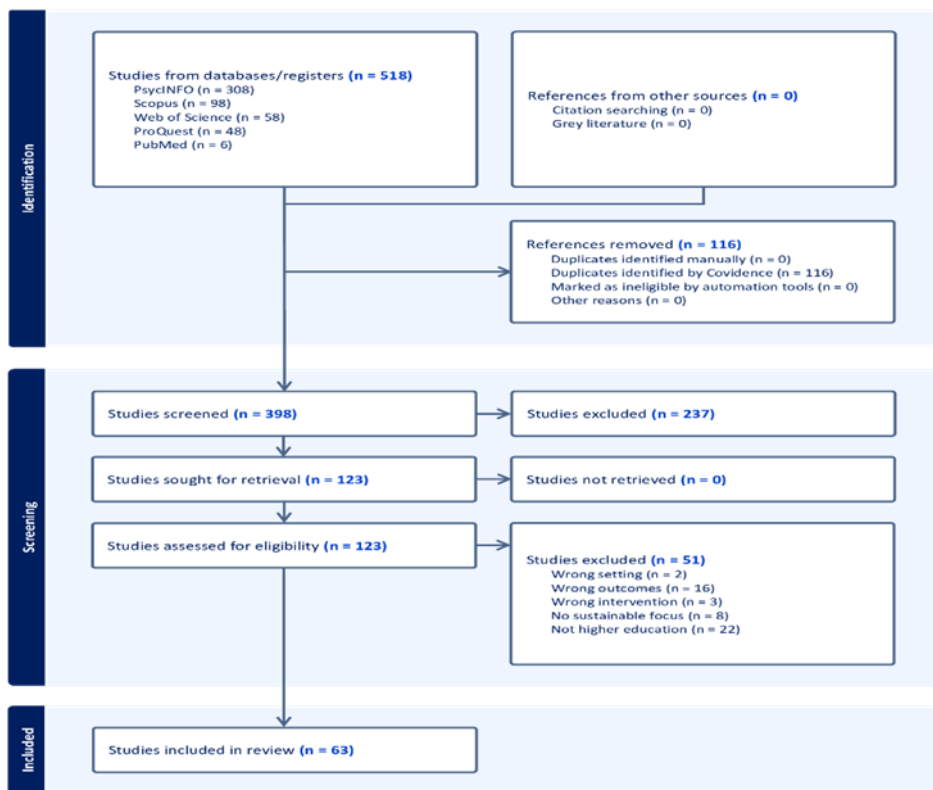 Identification
Studies from databases/registers (n = 518)
PsycINFO (n = 308)
Scopus (n = 98)
Web of Science (n = 58)
ProQuest (n = 48)
PubMed (n = 6)
References from other sources (n = 0)
Citation searching (n = 0)
Grey literature (n = 0)
References removed (n = 116)
Duplicates identified manually (n = 0)
Duplicates identified by Covidence (n = 116)
Marked as ineligible by automation tools (n = 0)
Other reasons (n = 0)
Screening
Studies screened (n = 398)
Studies excluded (n = 237)
Studies sought for retrieval (n = 123)
Studies not retrieved (n = 0)
Studies assessed for eligibility (n = 123)
Studies excluded (n = 51)
Wrong setting (n = 2)
Wrong outcomes (n = 16)
Wrong intervention (n = 3)
No sustainable focus (n = 8)
Not higher education (n = 22)
Included
Studies included in review (n = 63)